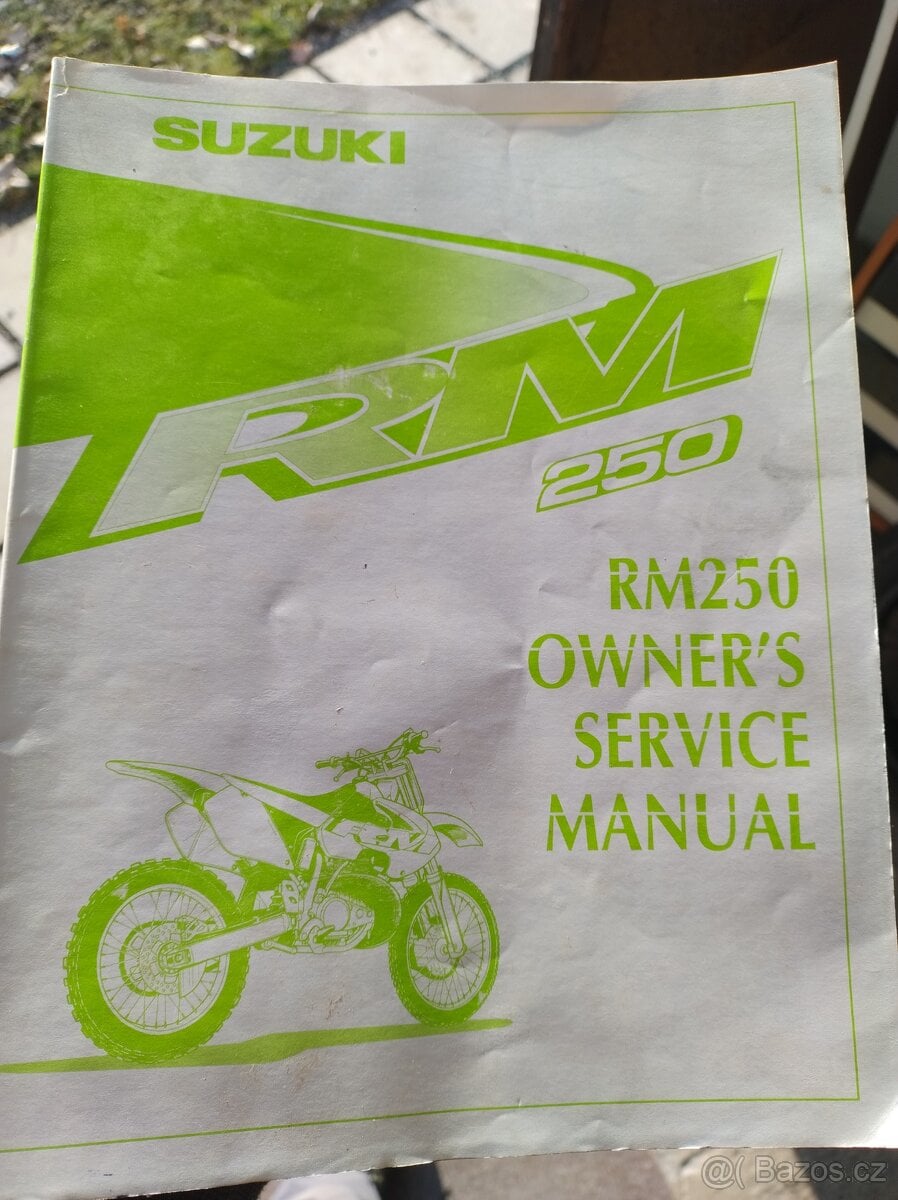 SUZUKI
RM
250
RM250
OWNER'S
SERVICE
MANUAL
@( Bazos.cz